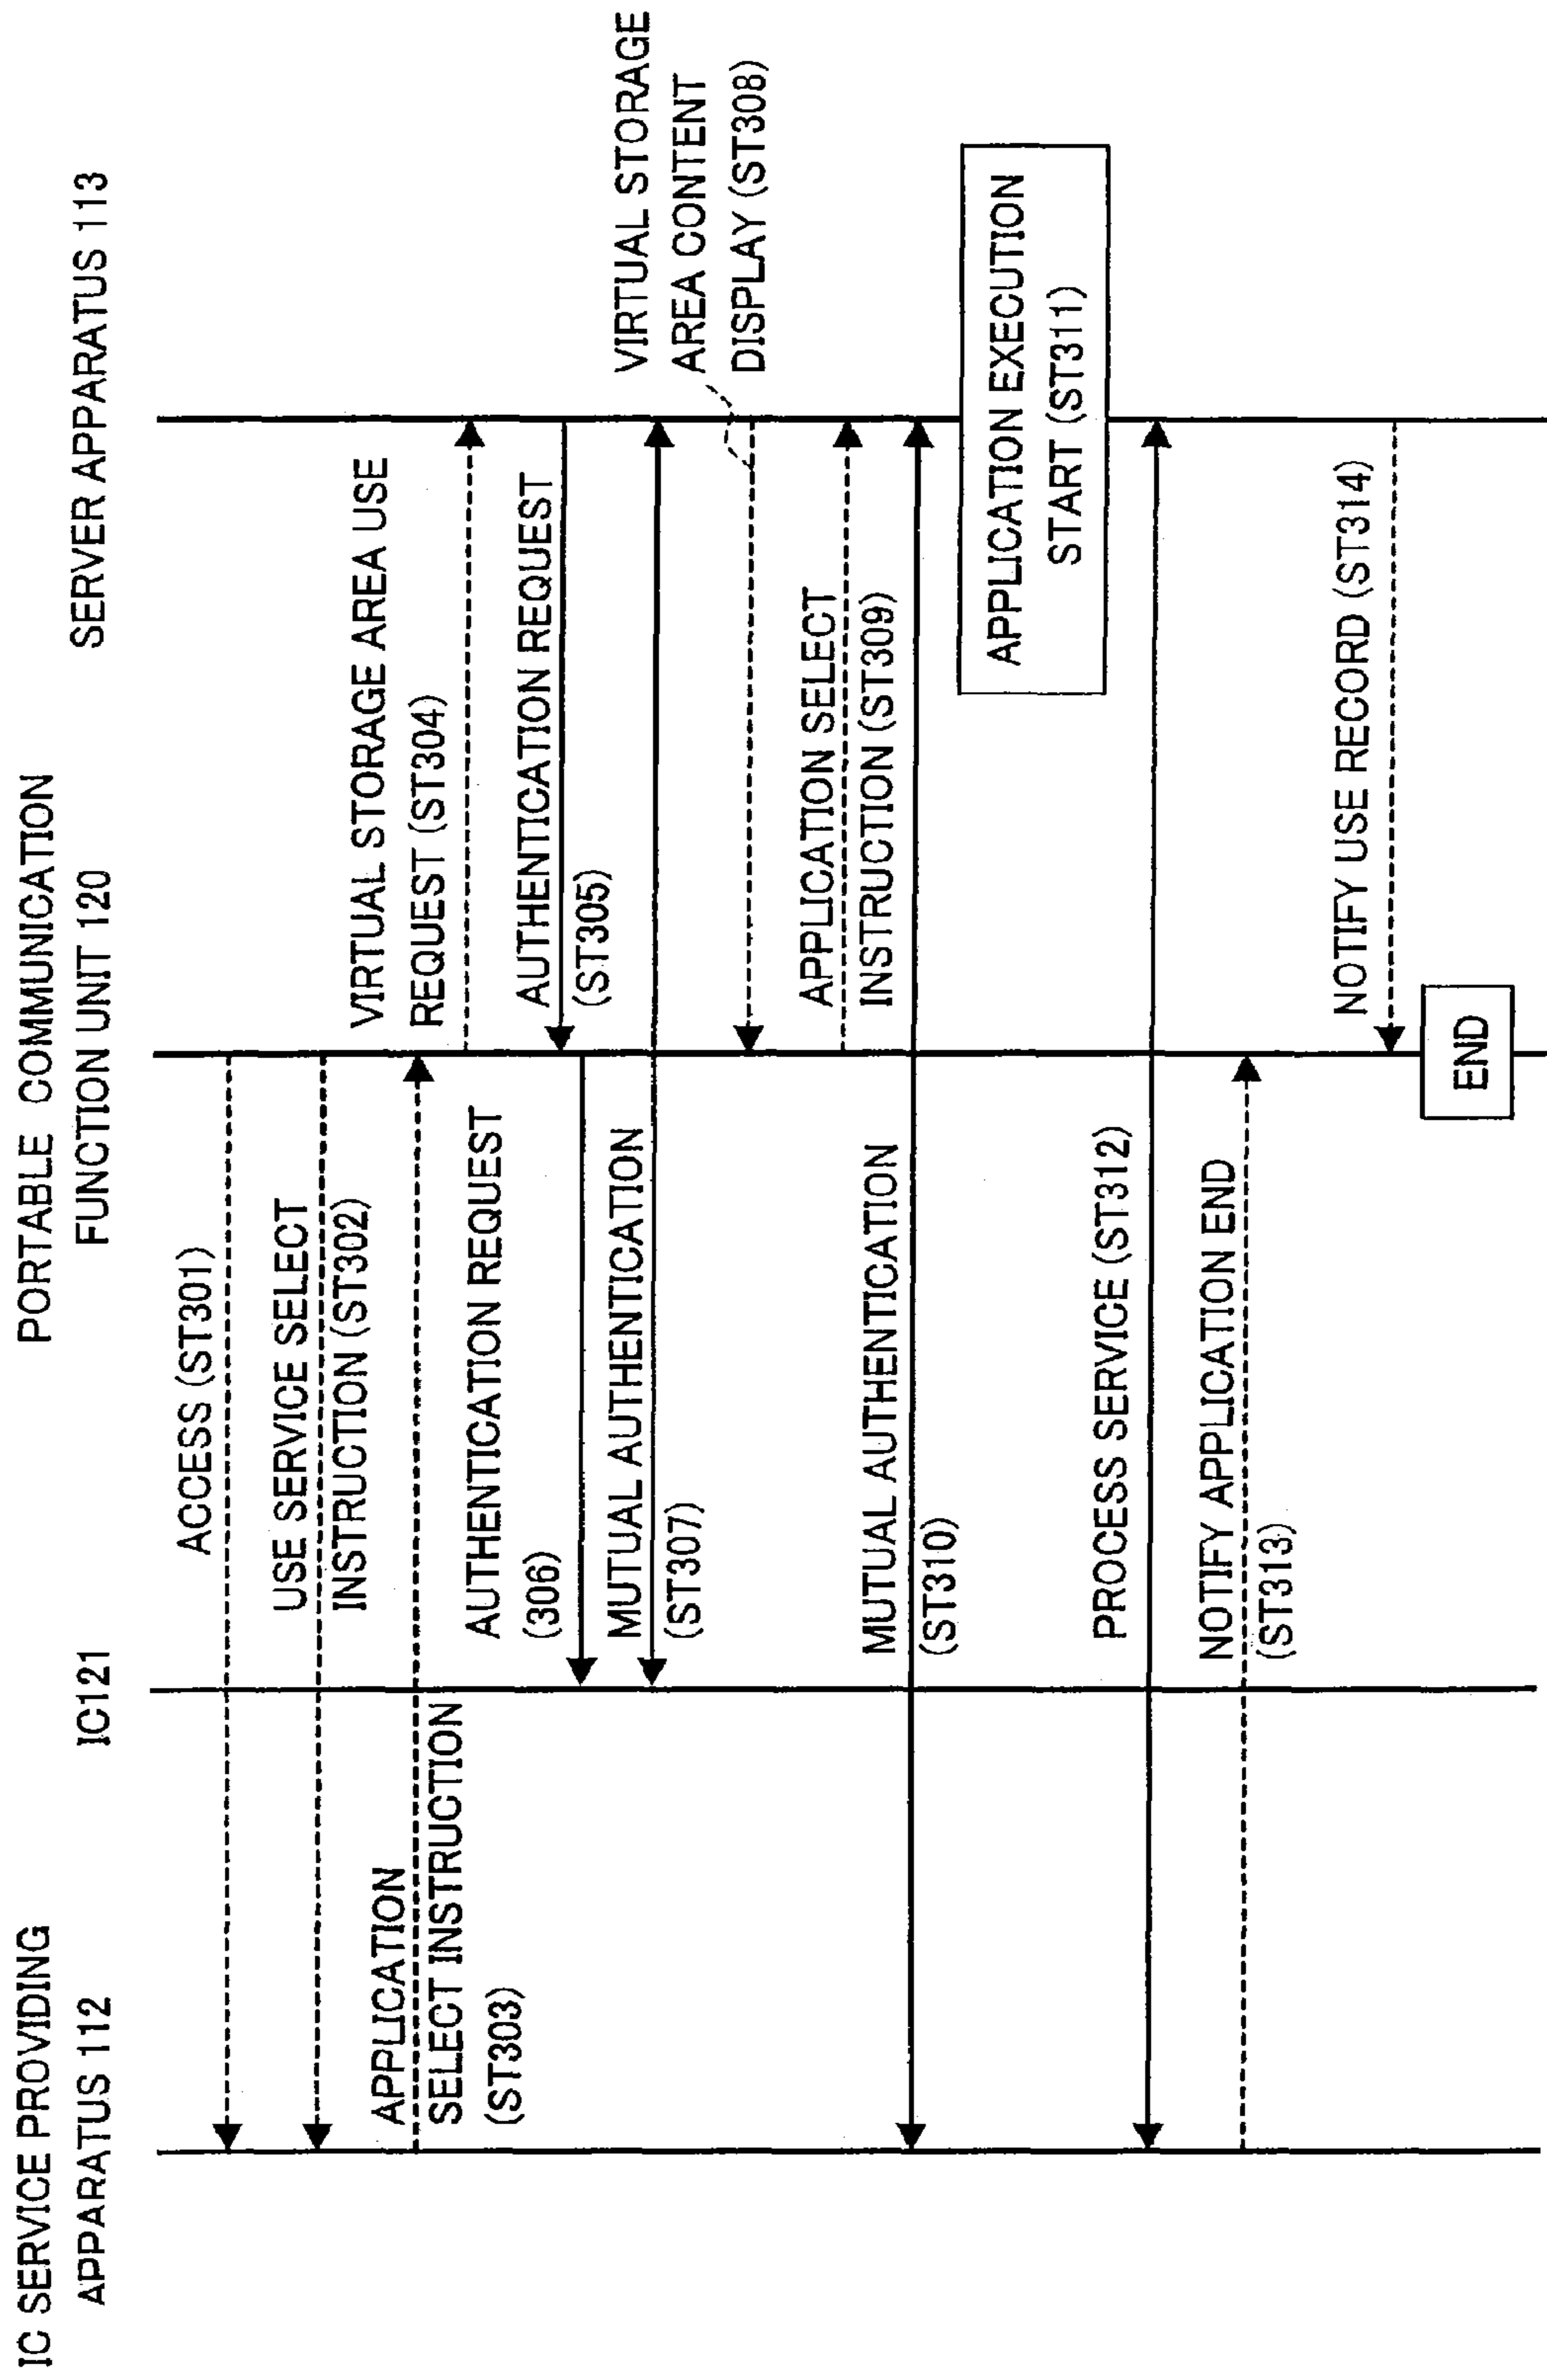 IC SERVICE PROVIDING
APPARATUS 112
IC121
PORTABLE COMMUNICATION
FUNCTION UNIT 120
SERVER APPARATUS 113
ACCESS (ST301)
USE SERVICE SELECT
INSTRUCTION (ST302)
APPLICATION
SELECT INSTRUCTION
(ST303)
VIRTUAL STORAGE AREA USE
REQUEST (ST304)
AUTHENTICATION REQUEST
(ST305)
AUTHENTICATION REQUEST
(306)
MUTUAL AUTHENTICATION
(ST307)
VIRTUAL STORAGE
AREA CONTENT
DISPLAY (ST308)
APPLICATION SELECT
INSTRUCTION (ST309)
MUTUAL AUTHENTICATION
(ST310)
APPLICATION EXECUTION
START (ST311)
PROCESS SERVICE (ST312)
NOTIFY APPLICATION END
(ST313)
NOTIFY USE RECORD (ST314)
END